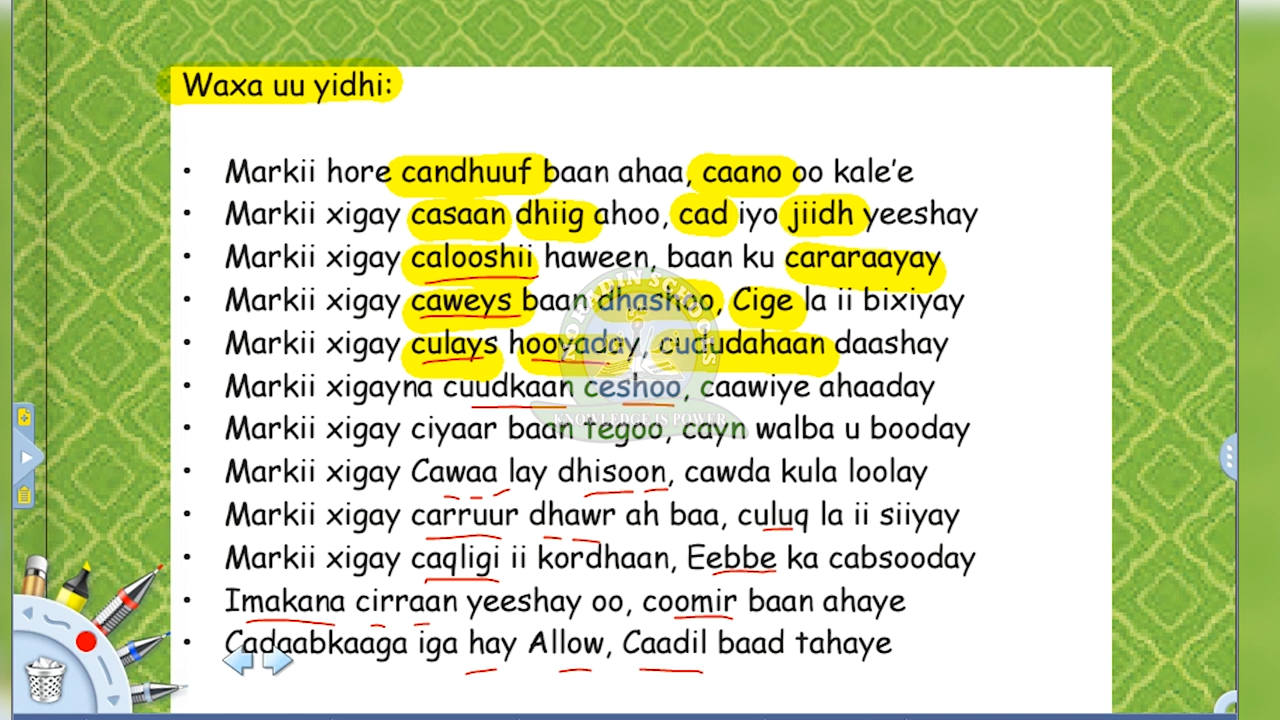 Waxa uu yidhi:
• Markii hore candhuuf baan ahaa, caano oo kale’e
• Markii xigay casaan dhiig ahoo, cad iyo jiidh yeeshay
• Markii xigay calooshii haween, baan ku cararaayay
• Markii xigay caweys baan dhashoo, Cige la ii bixiyay
• Markii xigay culays hooyaday, cududahaan daashay
• Markii xigayna cuudkaan ceshoo, caawiye ahaaday
• Markii xigay ciyaar baan tegoo, cayn walba u booday
• Markii xigay Cawaa lay dhisoon, cawda kula loolay
• Markii xigay carruur dhawr ah baa, culuq la ii siiyay
• Markii xigay caqligi ii kordhaan, Eebbe ka cabsooday
• Imakana cirraan yeeshay oo, coomir baan ahaye
• Cadaabkaaga iga hay Allow, Caadil baad tahaye
NORADIN SCHOOLS
KNOWLEDGE IS POWER